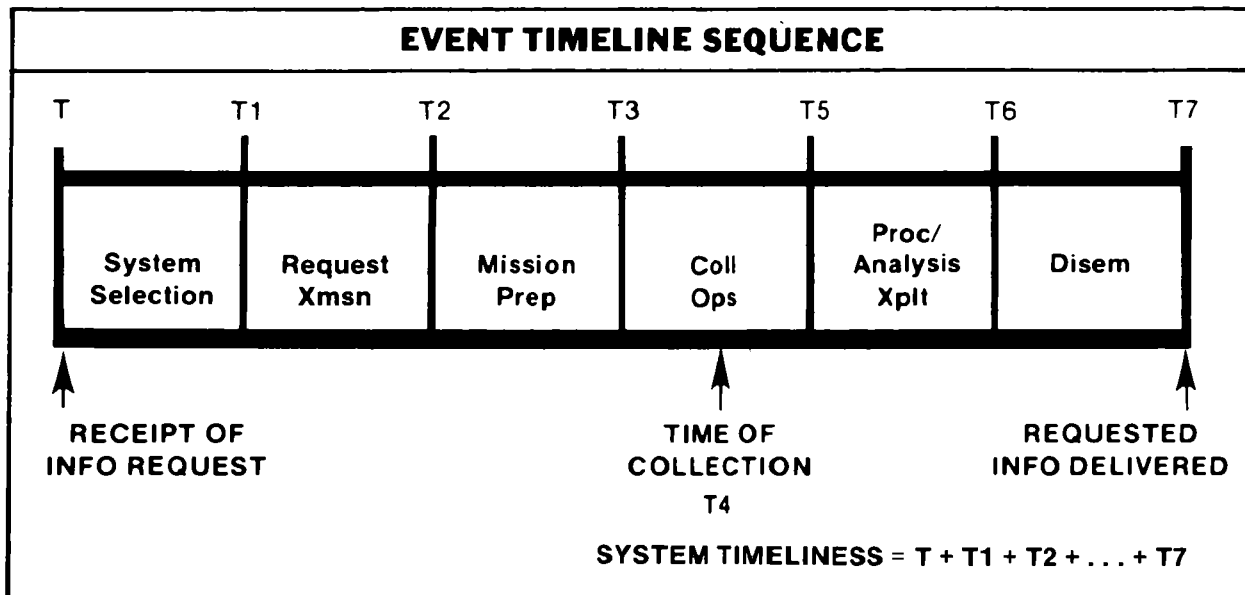 EVENT TIMELINE SEQUENCE
T T1 T2 T3 T5 T6 T7
System
Selection
Request
Xmsn
Mission
Prep
Coll
Ops
Proc/
Analysis
Xplt
Disem
RECEIPT OF
INFO REQUEST
TIME OF
COLLECTION
T4
REQUESTED
INFO DELIVERED
SYSTEM TIMELINESS = T + T1 + T2 + . . . + T7